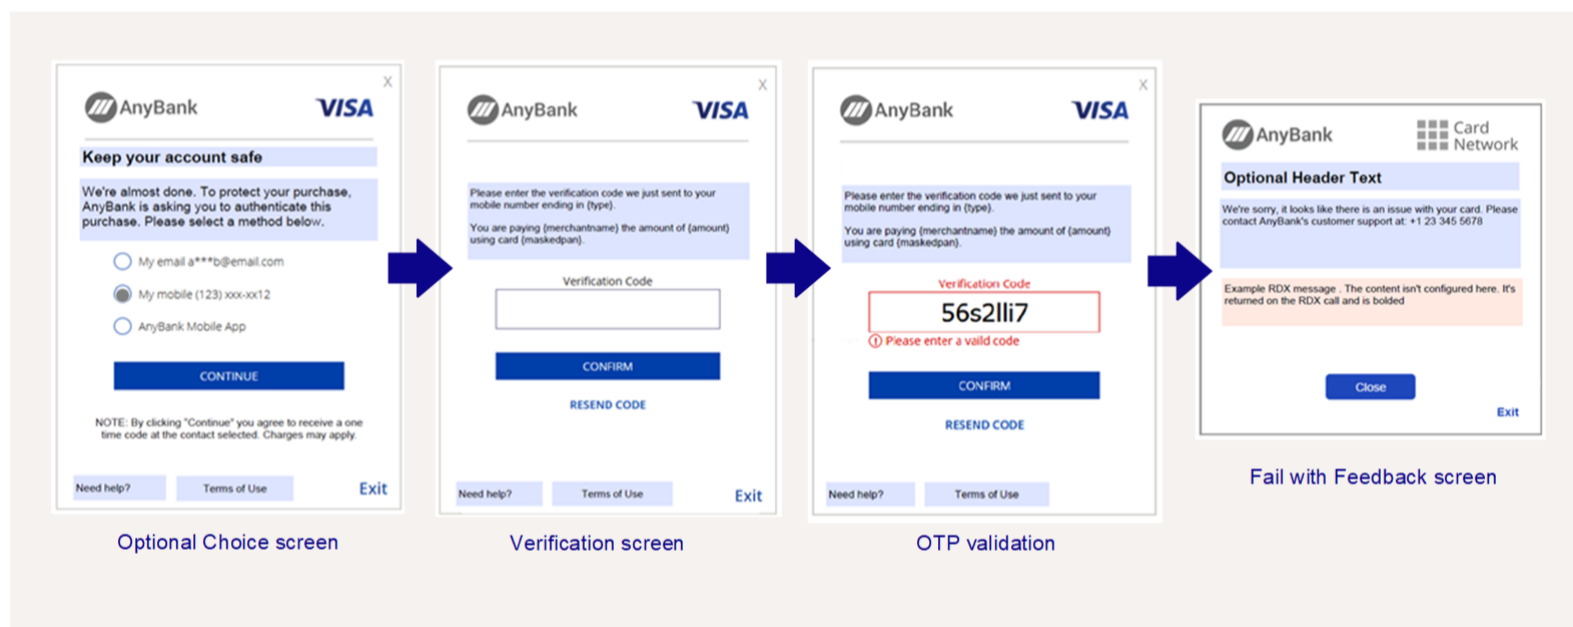 X
AnyBank
VISA
Keep your account safe
We're almost done. To protect your purchase,
AnyBank is asking you to authenticate this
purchase. Please select a method below.
My email a***b@email.com
My mobile (123) xxx-xx12
AnyBank Mobile App
CONTINUE
NOTE: By clicking "Continue" you agree to receive a one
time code at the contact selected. Charges may apply.
Need help?
Terms of Use
Exit
Optional Choice screen
X
AnyBank
VISA
Please enter the verification code we just sent to your
mobile number ending in {type}.
You are paying {merchantname} the amount of {amount}
using card {maskedpan}.
Verification Code
CONFIRM
RESEND CODE
Need help?
Terms of Use
Exit
Verification screen
X
AnyBank
VISA
Please enter the verification code we just sent to your
mobile number ending in {type}.
You are paying {merchantname} the amount of {amount}
using card {maskedpan}.
Verification Code
56s2lli7
Please enter a vaild code
CONFIRM
RESEND CODE
Need help?
Terms of Use
OTP validation
AnyBank
Card
Network
Optional Header Text
We're sorry, it looks like there is an issue with your card. Please
contact AnyBank's customer support at: +1 23 345 5678
Example RDX message . The content isn't configured here. It's
returned on the RDX call and is bolded
Close
Exit
Fail with Feedback screen